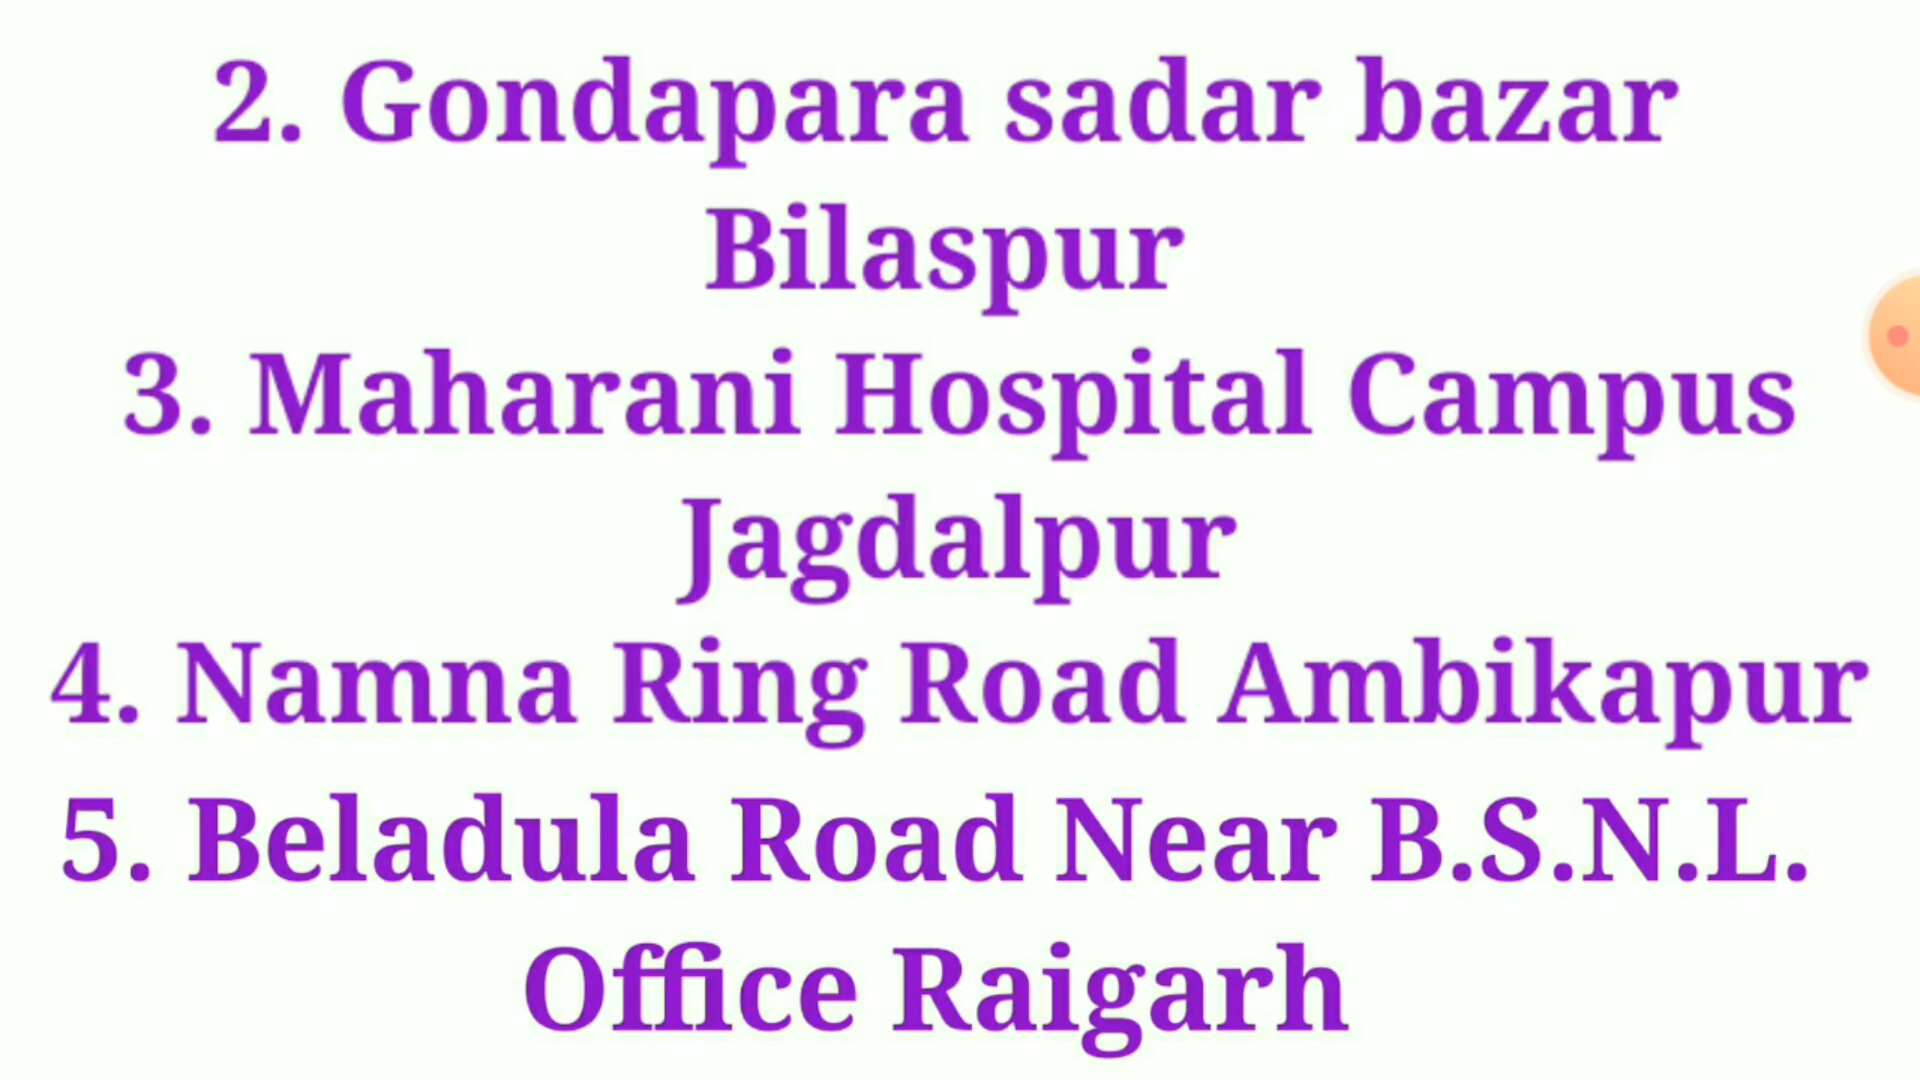 2. Gondapara sadar bazar
Bilaspur
3. Maharani Hospital Campus
Jagdalpur
4. Namna Ring Road Ambikapur
5. Beladula Road Near B.S.N.L.
Office Raigarh